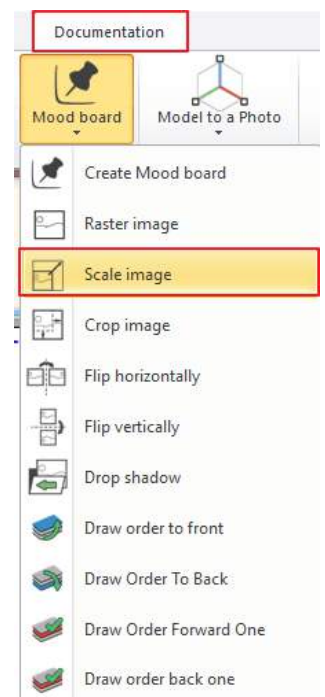 Documentation
Mood board
Model to a Photo
Create Mood board
Raster image
Scale image
Crop image
Flip horizontally
Flip vertically
Drop shadow
Draw order to front
Draw Order To Back
Draw Order Forward One
Draw order back one